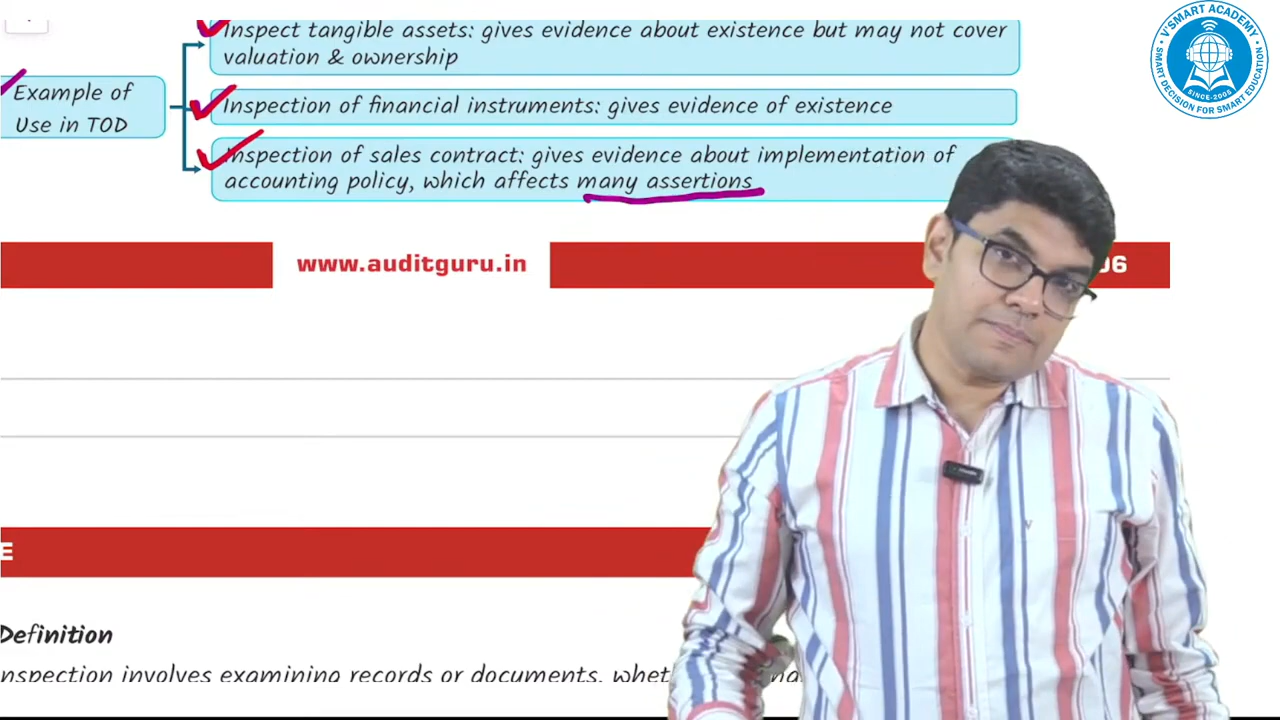 Inspect tangible assets: gives evidence about existence but may not cover
valuation & ownership
Example of
Use in TOD
Inspection of financial instruments: gives evidence of existence
Inspection of sales contract: gives evidence about implementation of
accounting policy, which affects many assertions
www.auditguru.in
06
E
Definition
nspection involves examining records or documents, whet
V'SMART ACADEMY
SINCE-2005
SMART DECISION FOR SMART EDUCATION